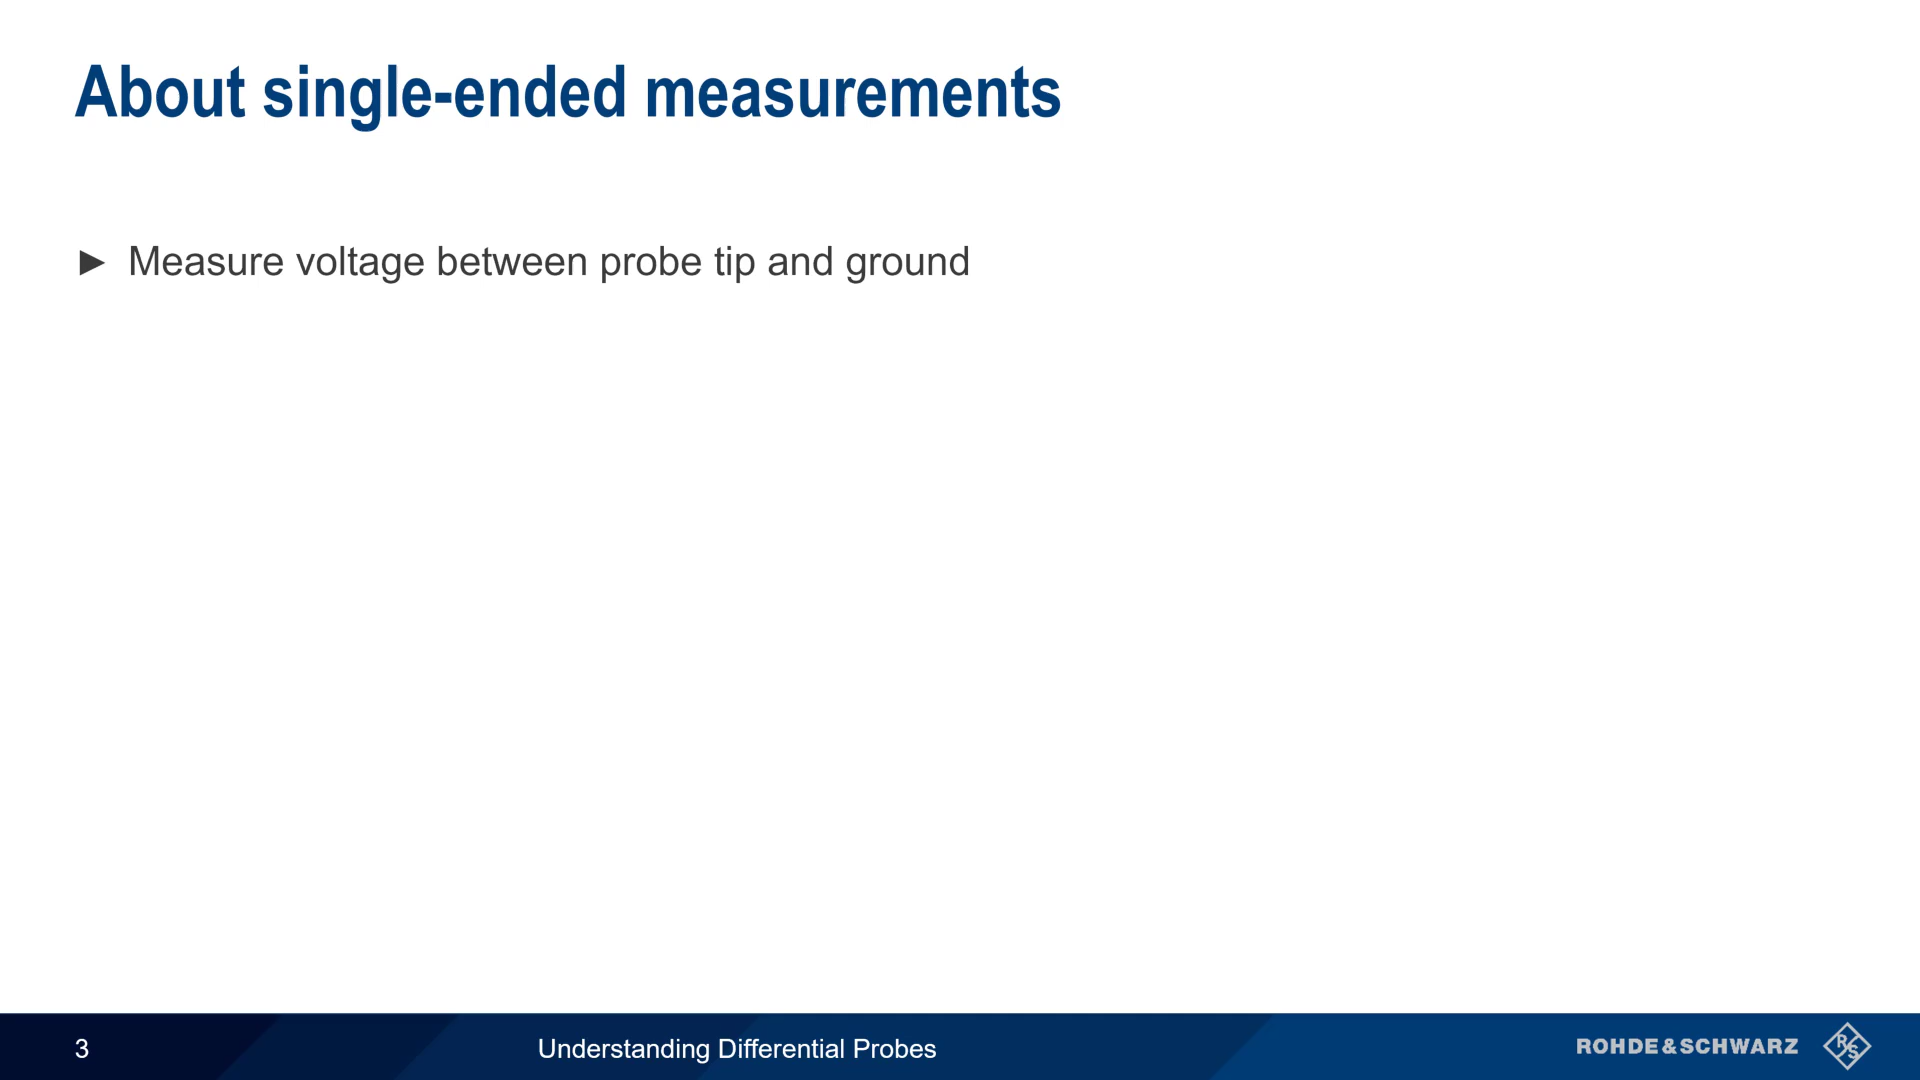 About single-ended measurements
► Measure voltage between probe tip and ground
3
Understanding Differential Probes
ROHDE&SCHWARZ
R&S